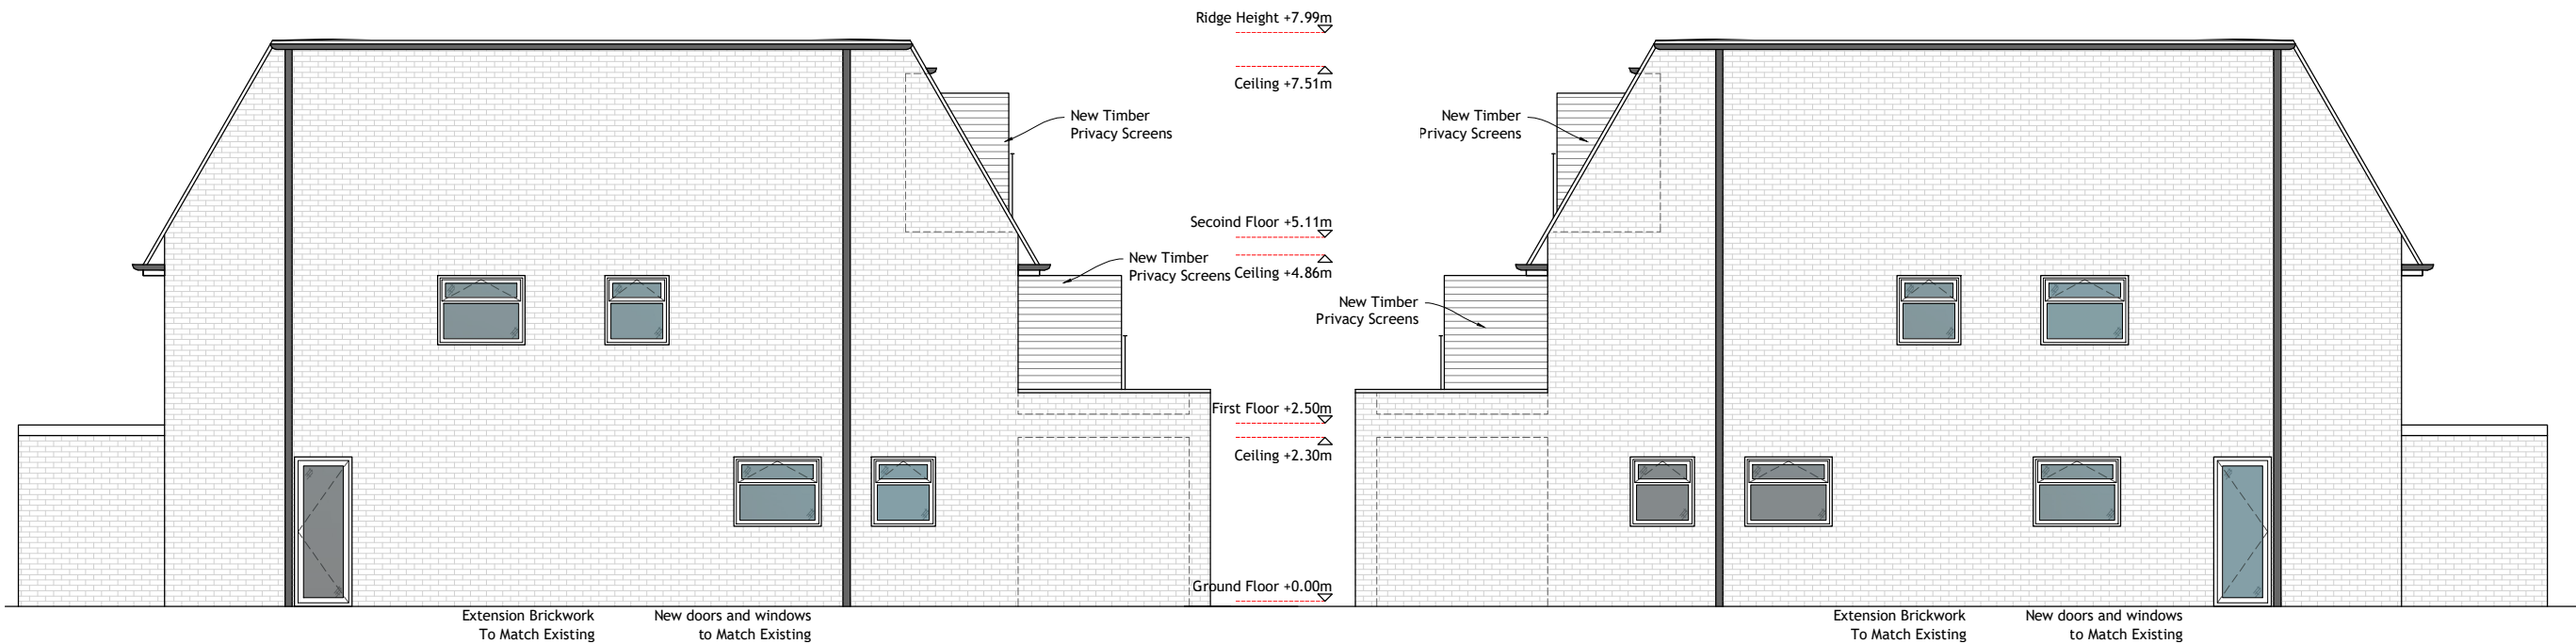 Ridge Height +7.99m
Ceiling +7.51m
New Timber
Privacy Screens
New Timber
Privacy Screens
Secoind Floor +5.11m
New Timber
Privacy Screens
Ceiling +4.86m
New Timber
Privacy Screens
First Floor +2.50m
Ceiling +2.30m
Ground Floor +0.00m
Extension Brickwork
To Match Existing
New doors and windows
to Match Existing
Extension Brickwork
To Match Existing
New doors and windows
to Match Existing